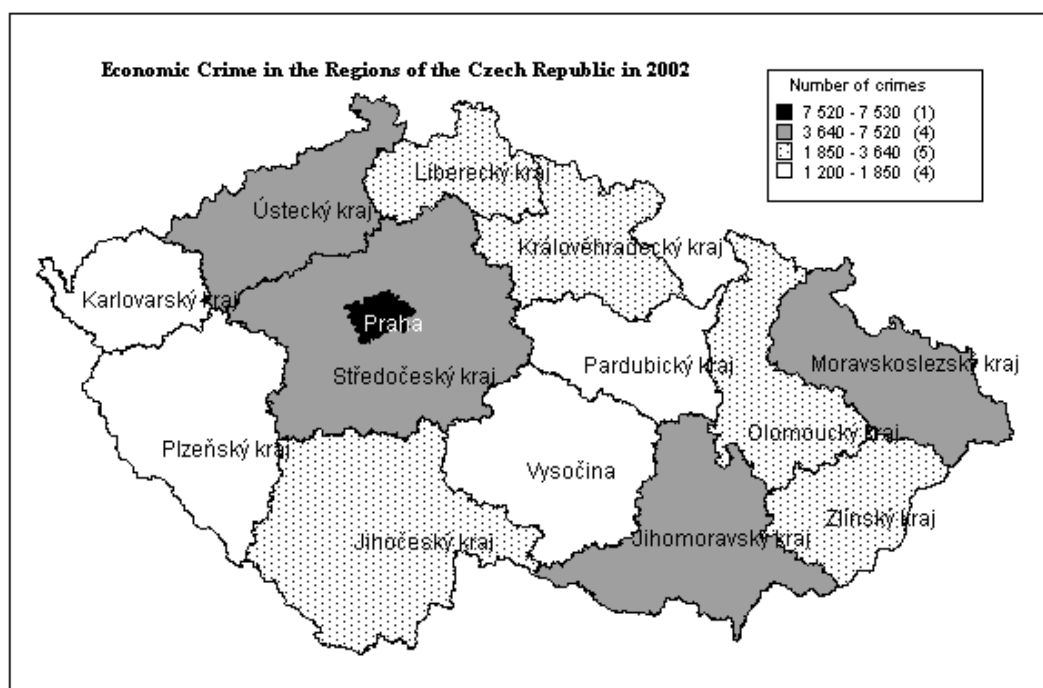 Economic Crime in the Regions of the Czech Republic in 2002
Number of crimes
7 520 - 7 530 (1)
3 640 - 7 520 (4)
1 850 - 3 640 (5)
1 200 - 1 850 (4)
Liberecký kraj
Ústecký kraj
Královéhradecký kraj
Karlovarský kraj
Praha
Středočeský kraj
Pardubický kraj
Moravskoslezský kraj
Plzeňský kraj
Olomoucký kraj
Vysočina
Zlínský kraj
Jihočeský kraj
Jihomoravský kraj